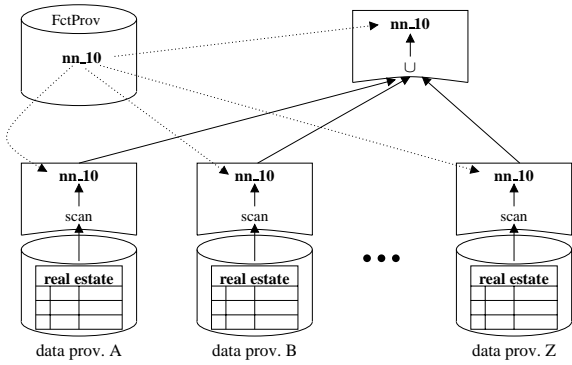 FctProv
nn_10
nn_10
∪
nn_10
nn_10
nn_10
scan
scan
scan
real estate
real estate
real estate
data prov. A
data prov. B
data prov. Z